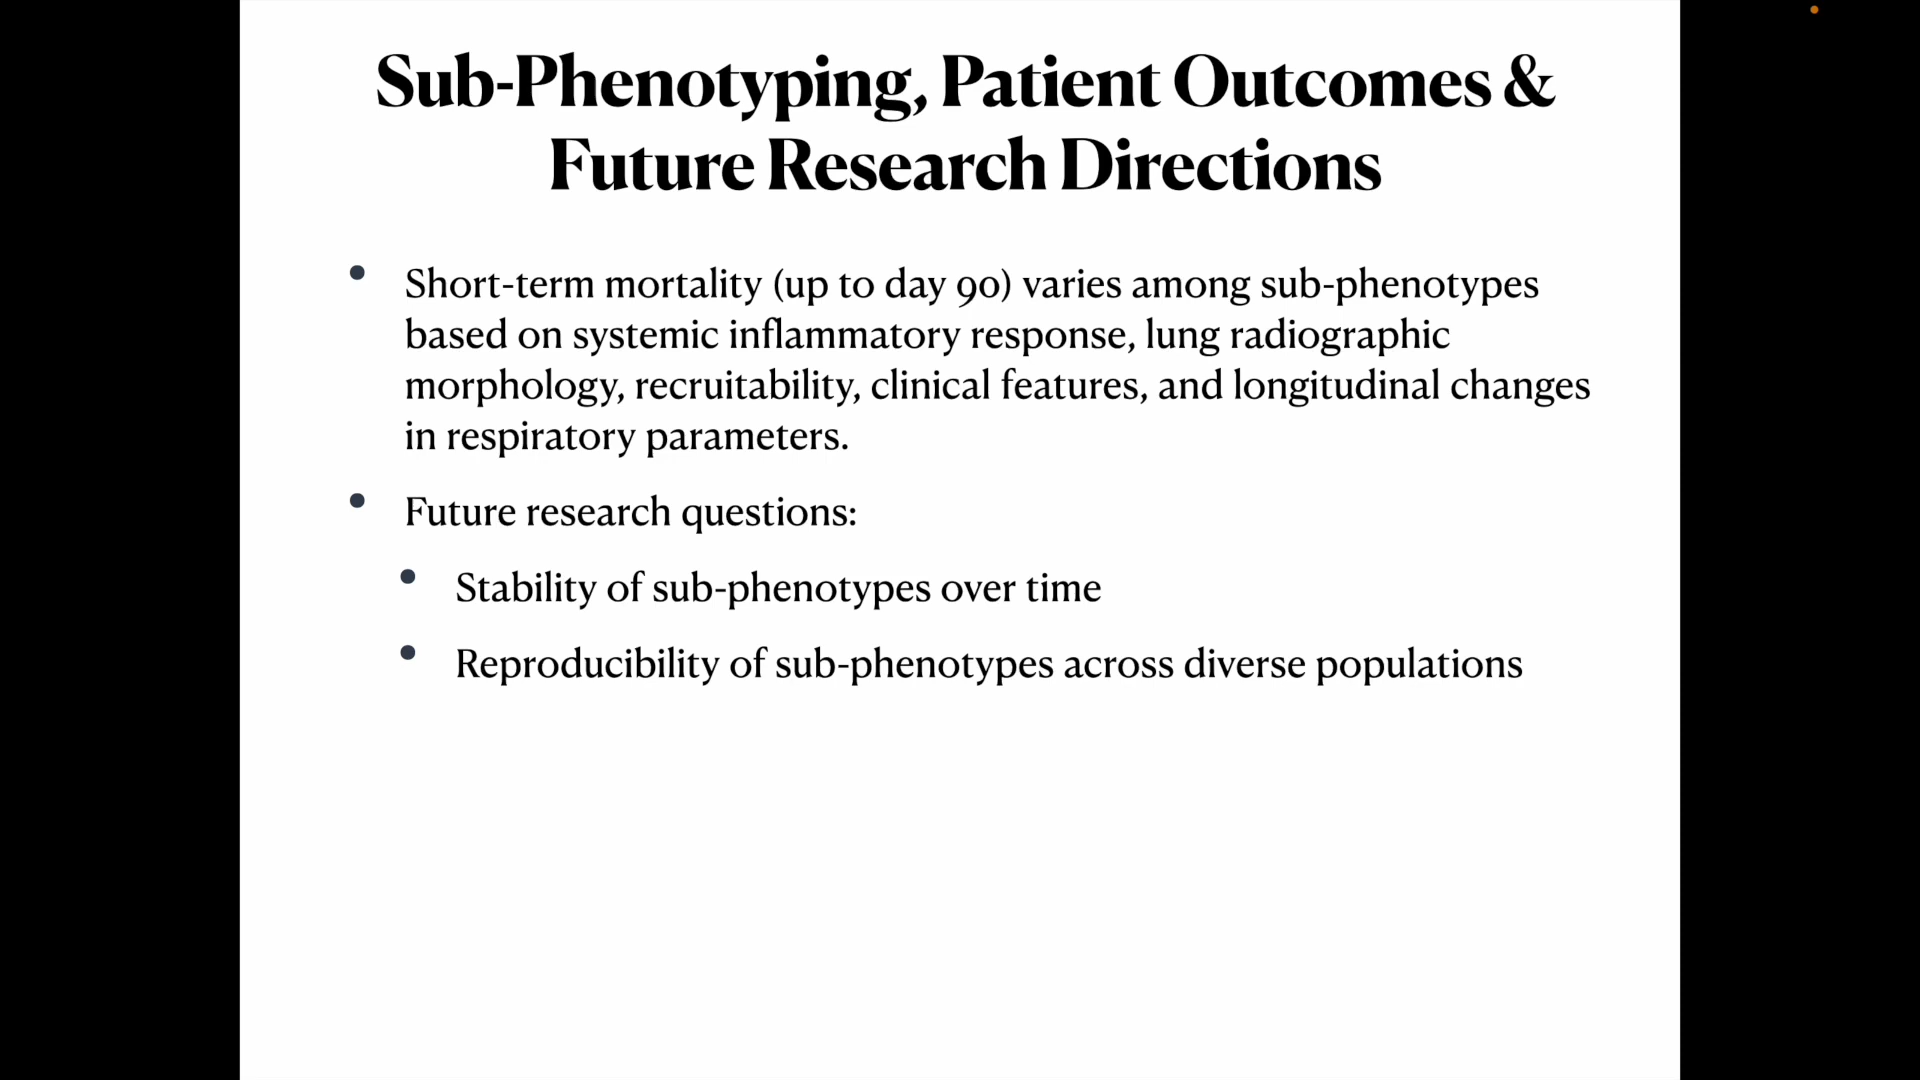 Sub-Phenotyping, Patient Outcomes &
Future Research Directions
• Short-term mortality (up to day 90) varies among sub-phenotypes
based on systemic inflammatory response, lung radiographic
morphology, recruitability, clinical features, and longitudinal changes
in respiratory parameters.
• Future research questions:
• Stability of sub-phenotypes over time
• Reproducibility of sub-phenotypes across diverse populations